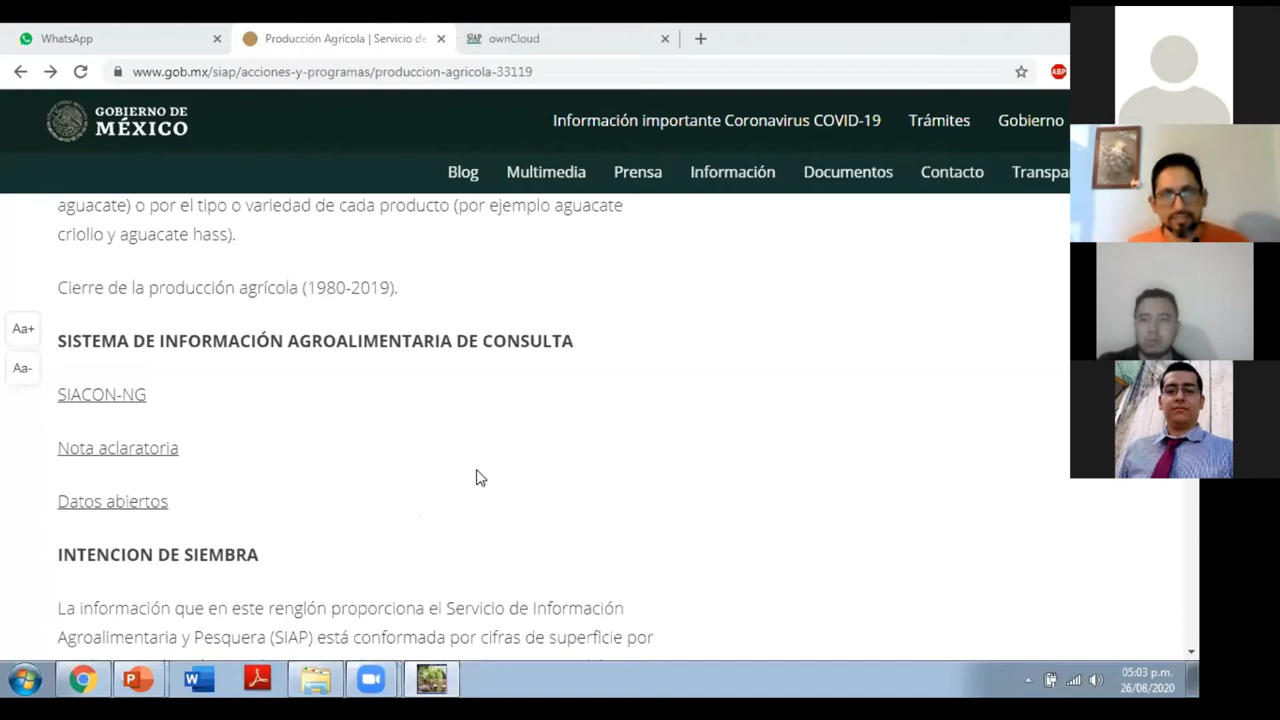 WhatsApp
Producción Agrícola | Servicio de
SIAP ownCloud
www.gob.mx/siap/acciones-y-programas/produccion-agricola-33119
ABP
GOBIERNO DE
MÉXICO
Información importante Coronavirus COVID-19 Trámites Gobierno
Blog Multimedia Prensa Información Documentos Contacto Transpa
aguacate) o por el tipo o variedad de cada producto (por ejemplo aguacate
criollo y aguacate hass).
Cierre de la producción agrícola (1980-2019).
Aa+
SISTEMA DE INFORMACIÓN AGROALIMENTARIA DE CONSULTA
Aa-
SIACON-NG
Nota aclaratoria
Datos abiertos
INTENCION DE SIEMBRA
La información que en este renglón proporciona el Servicio de Información
Agroalimentaria y Pesquera (SIAP) está conformada por cifras de superficie por
05:03 p.m.
26/08/2020